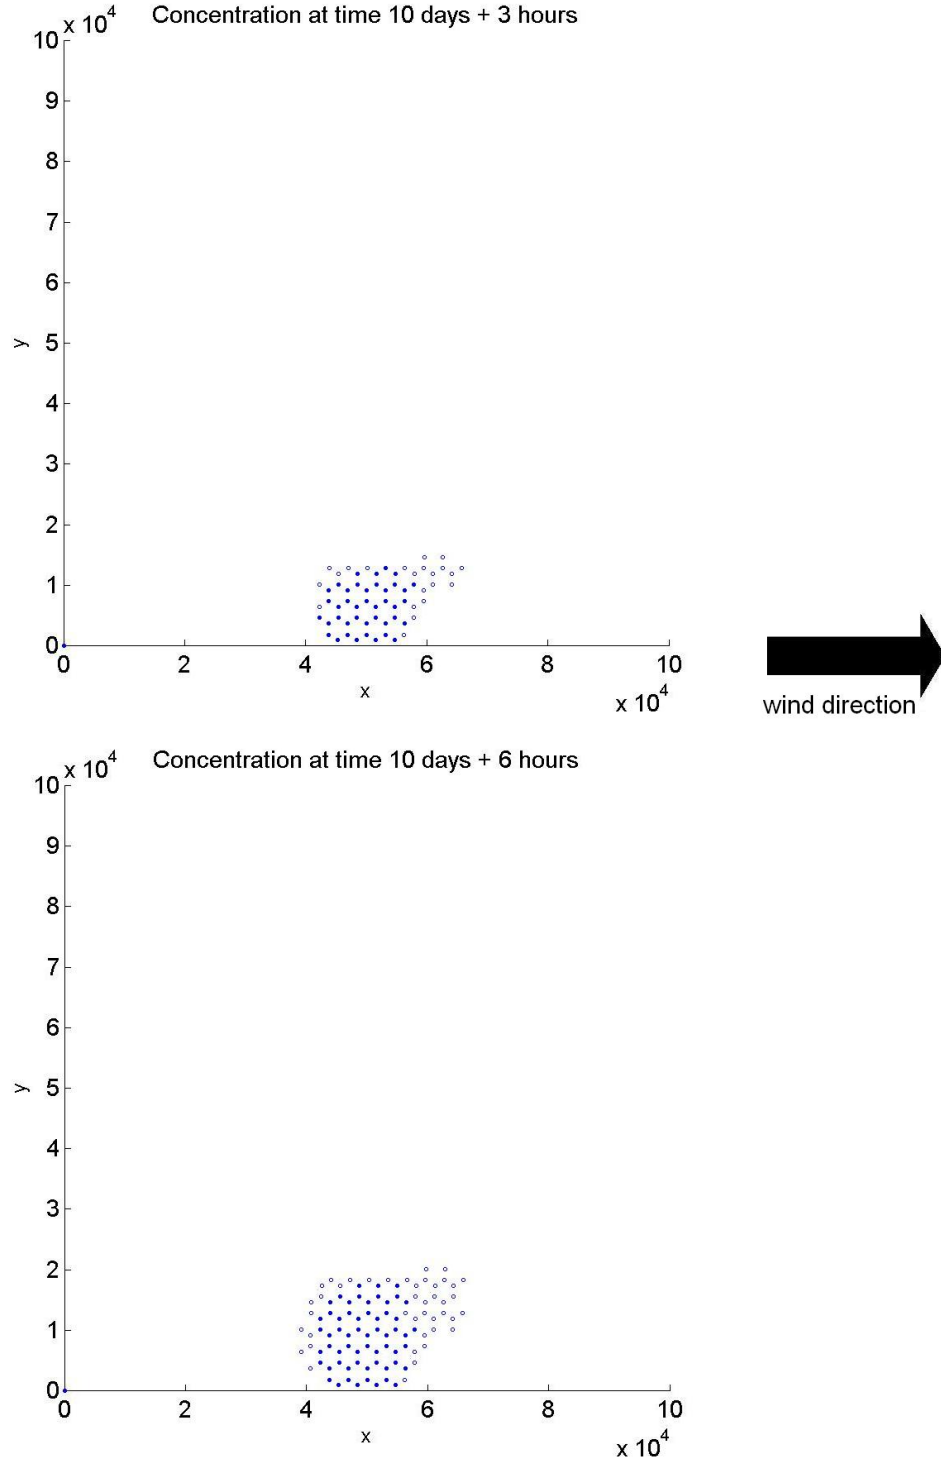 Concentration at time 10 days + 3 hours
10 x 10^4
9
8
7
6
5
4
3
2
1
0
y
0 2 4 6 8 10
x
x 10^4
wind direction
Concentration at time 10 days + 6 hours
10 x 10^4
9
8
7
6
5
4
3
2
1
0
y
0 2 4 6 8 10
x
x 10^4